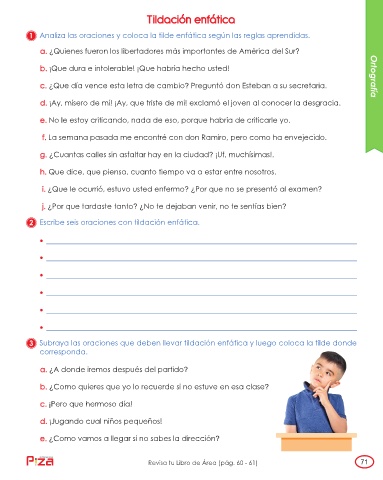 Tildación enfática
1 Analiza las oraciones y coloca la tilde enfática según las reglas aprendidas.
a. ¿Quienes fueron los libertadores más importantes de América del Sur?
b. ¡Que dura e intolerable! ¡Que habría hecho usted!
c. ¿Que día vence esta letra de cambio? Preguntó don Esteban a su secretaria.
d. ¡Ay, mísero de mí! ¡Ay, que triste de mí! exclamó el joven al conocer la desgracia.
e. No lle estoy criticando, nada de eso, porque habría de criticarle yo.
f. La semana pasada me encontré con don Ramiro, pero como ha envejecido.
g. ¿Cuantas calles sin asfaltar hay en la ciudad? ¡Uf, muchísimas!.
h. Que dice, que pienso, cuanto tiempo va a estar entre nosotros.
i. ¿Que le ocurrió, estuvo usted enfermo? ¿Por que no se presentó al examen?
j. ¿Por que tardaste tanto? ¿No te dejaban venir, no te sentías bien?
2 Escribe seis oraciones con tildación enfática.
3 Subraya las oraciones que deben llevar tildación enfática y luego coloca la tilde donde
corresponda.
a. ¿A donde iremos después del partido?
b. ¿Como quieres que yo lo recuerde si no estuve en esa clase?
c. ¡Pero que hermoso día!
d. ¡Jugando cual niños pequeños!
e. ¿Como vamos a llegar si no sabes la dirección?
Ortografía
Revisa tu Libro de Área (pág. 60 - 61)
71